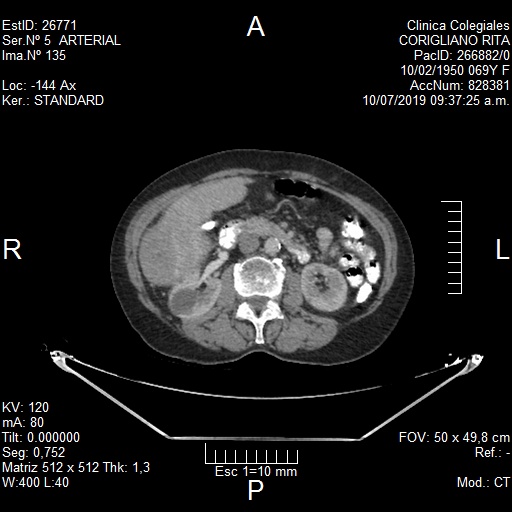 EstID: 26771
Ser.Nº 5 ARTERIAL
Ima.Nº 135
Loc: -144 Ax
Ker.: STANDARD
A
Clinica Colegiales
CORIGLIANO RITA
PacID: 266882/0
10/02/1950 069Y F
AccNum: 828381
10/07/2019 09:37:25 a.m.
R
L
KV: 120
mA: 80
Tilt: 0.000000
Seg: 0,752
Matriz 512 x 512 Thk: 1,3
W:400 L:40
Esc 1=10 mm
P
FOV: 50 x 49,8 cm
Ref.: -
Mod.: CT